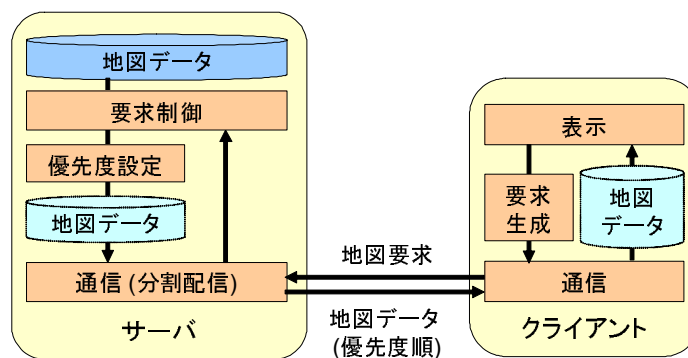 地図データ
要求制御
優先度設定
地図データ
通信 (分割配信)
サーバ
地図要求
地図データ
(優先度順)
表示
要求
生成
地図
データ
通信
クライアント